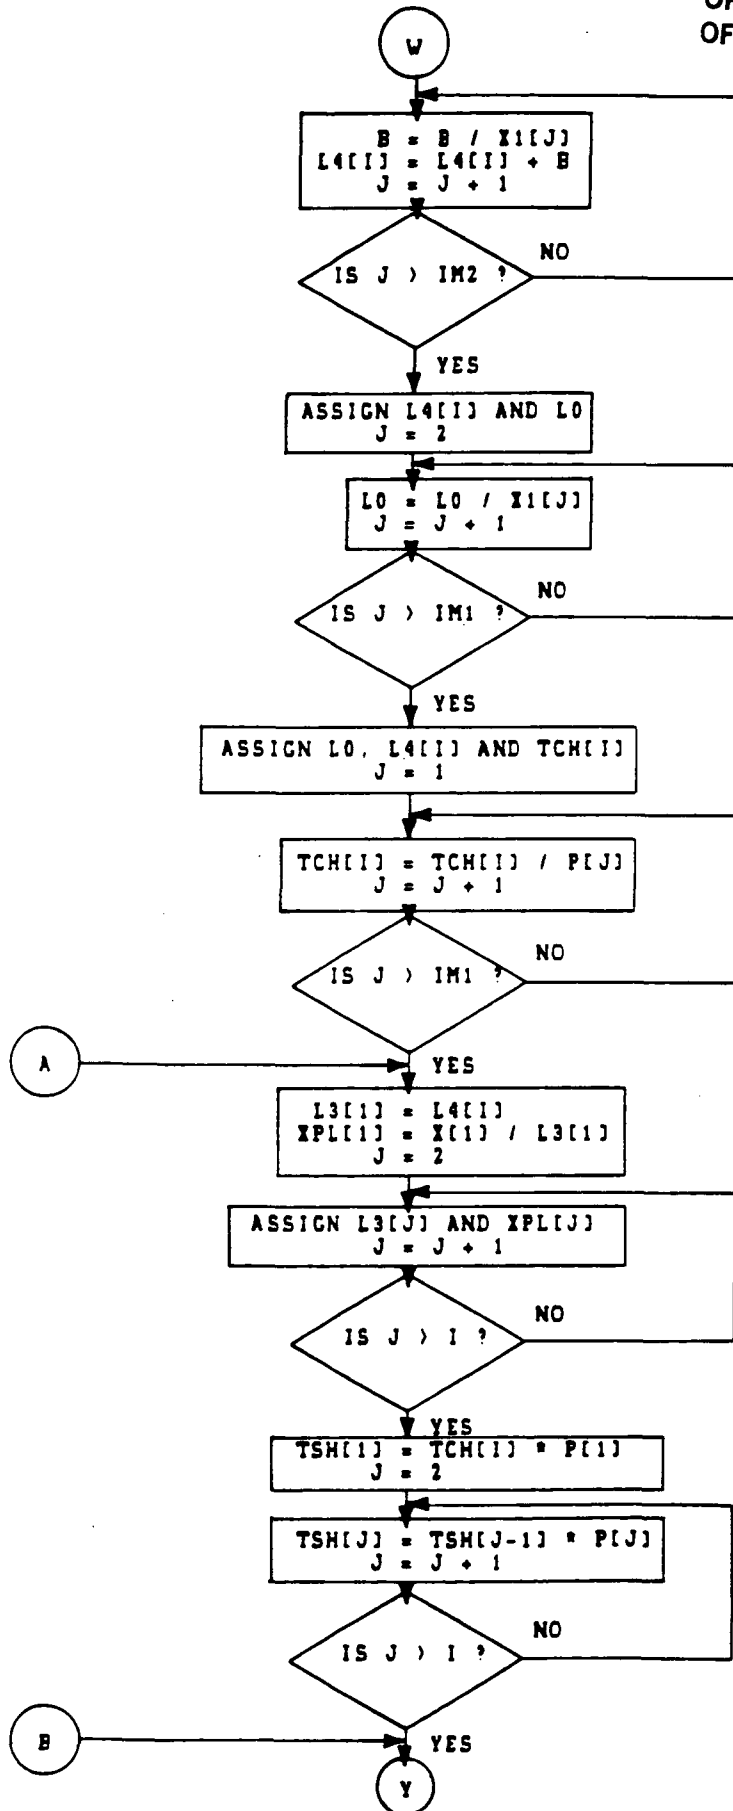 OF
W
B = B / X1[J]
L4[I] = L4[I] + B
J = J + 1
IS J > IM2 ?
NO
YES
ASSIGN L4[I] AND L0
J = 2
L0 = L0 / X1[J]
J = J + 1
IS J > IM1 ?
NO
YES
ASSIGN L0, L4[I] AND TCH[I]
J = 1
TCH[I] = TCH[I] / P[J]
J = J + 1
IS J > IM1 ?
NO
A
YES
L3[1] = L4[I]
XPL[1] = X[1] / L3[1]
J = 2
ASSIGN L3[J] AND XPL[J]
J = J + 1
IS J > I ?
NO
YES
TSH[1] = TCH[I] * P[1]
J = 2
TSH[J] = TSH[J-1] * P[J]
J = J + 1
IS J > I ?
NO
B
YES
Y